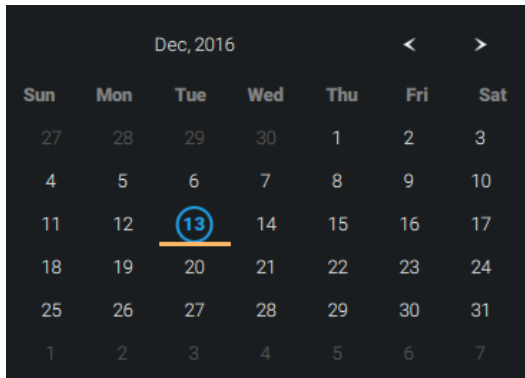 Dec, 2016 < >
Sun Mon Tue Wed Thu Fri Sat
27 28 29 30 1 2 3
4 5 6 7 8 9 10
11 12 13 14 15 16 17
18 19 20 21 22 23 24
25 26 27 28 29 30 31
1 2 3 4 5 6 7